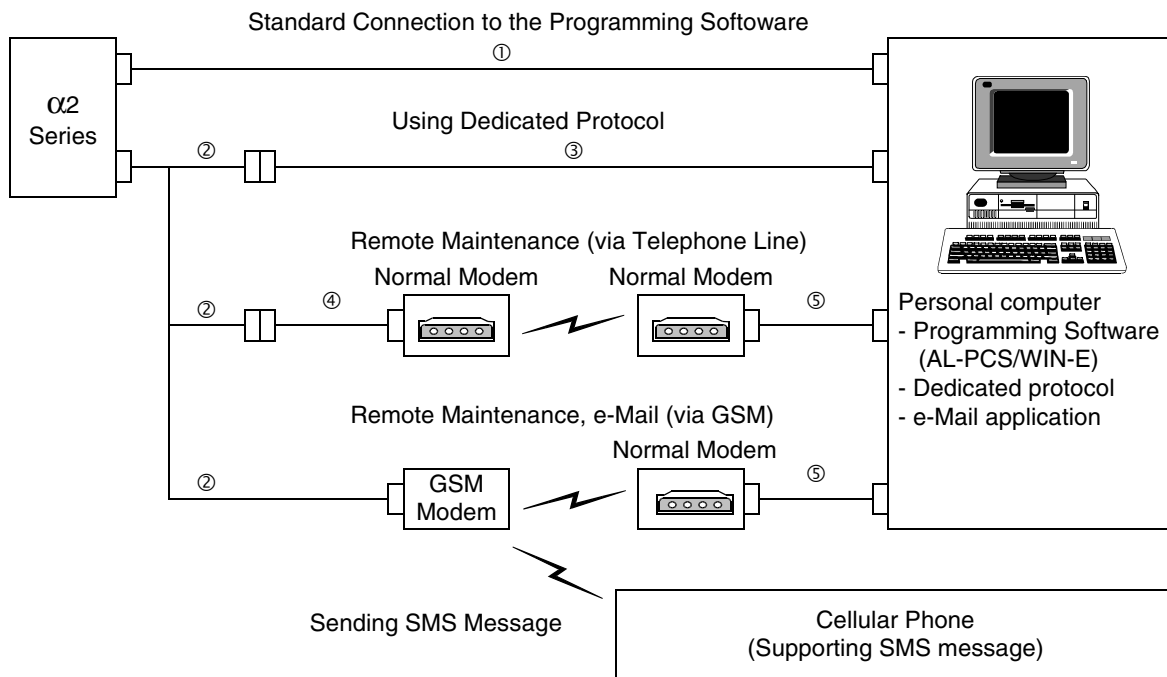 Standard Connection to the Programming Softoware
①
α2
Series
Using Dedicated Protocol
②
③
Remote Maintenance (via Telephone Line)
Normal Modem
Normal Modem
②
④
⑤
Personal computer
- Programming Software
(AL-PCS/WIN-E)
- Dedicated protocol
- e-Mail application
Remote Maintenance, e-Mail (via GSM)
Normal Modem
②
GSM
Modem
⑤
Sending SMS Message
Cellular Phone
(Supporting SMS message)